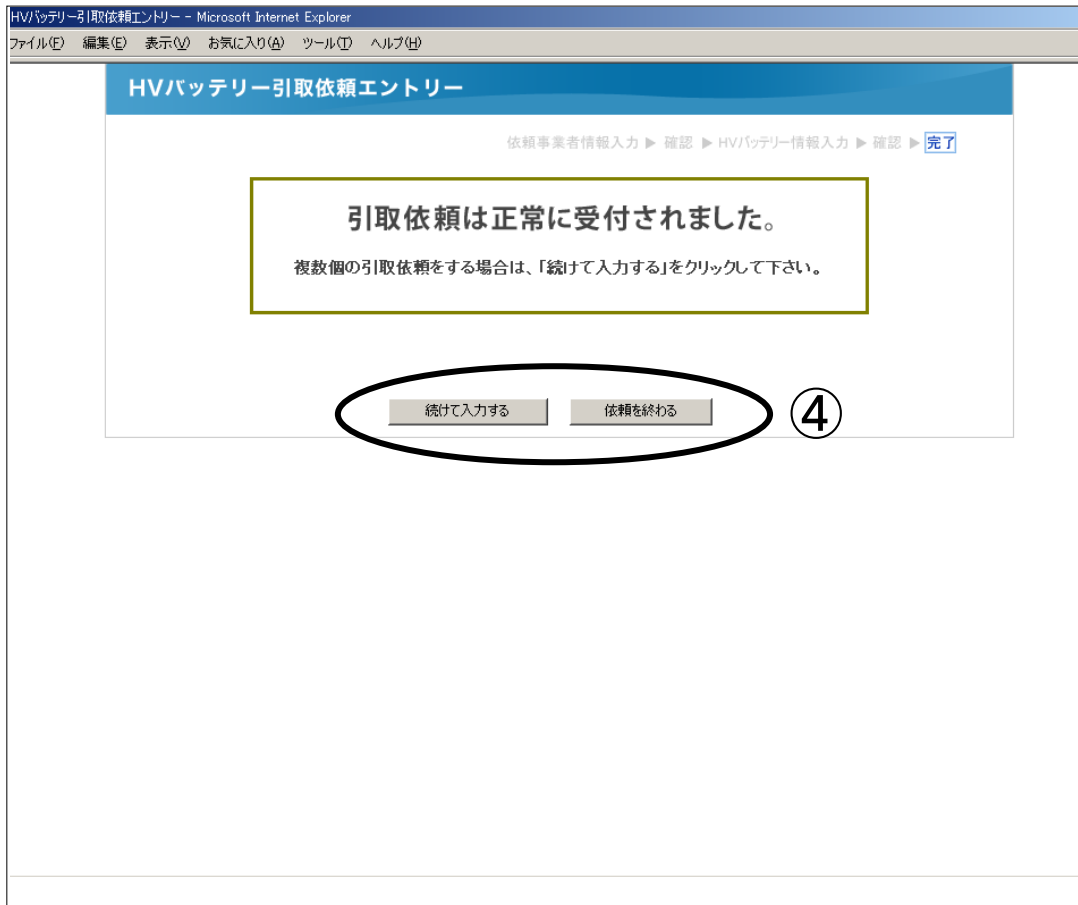 HVバッテリー引取依頼エントリー - Microsoft Internet Explorer
ファイル(F) 編集(E) 表示(V) お気に入り(A) ツール(T) ヘルプ(H)
HVバッテリー引取依頼エントリー
依頼事業者情報入力 ▶ 確認 ▶ HVバッテリー情報入力 ▶ 確認 ▶ 完了
引取依頼は正常に受付されました。
複数個の引取依頼をする場合は、「続けて入力する」をクリックして下さい。
続けて入力する 依頼を終わる ④